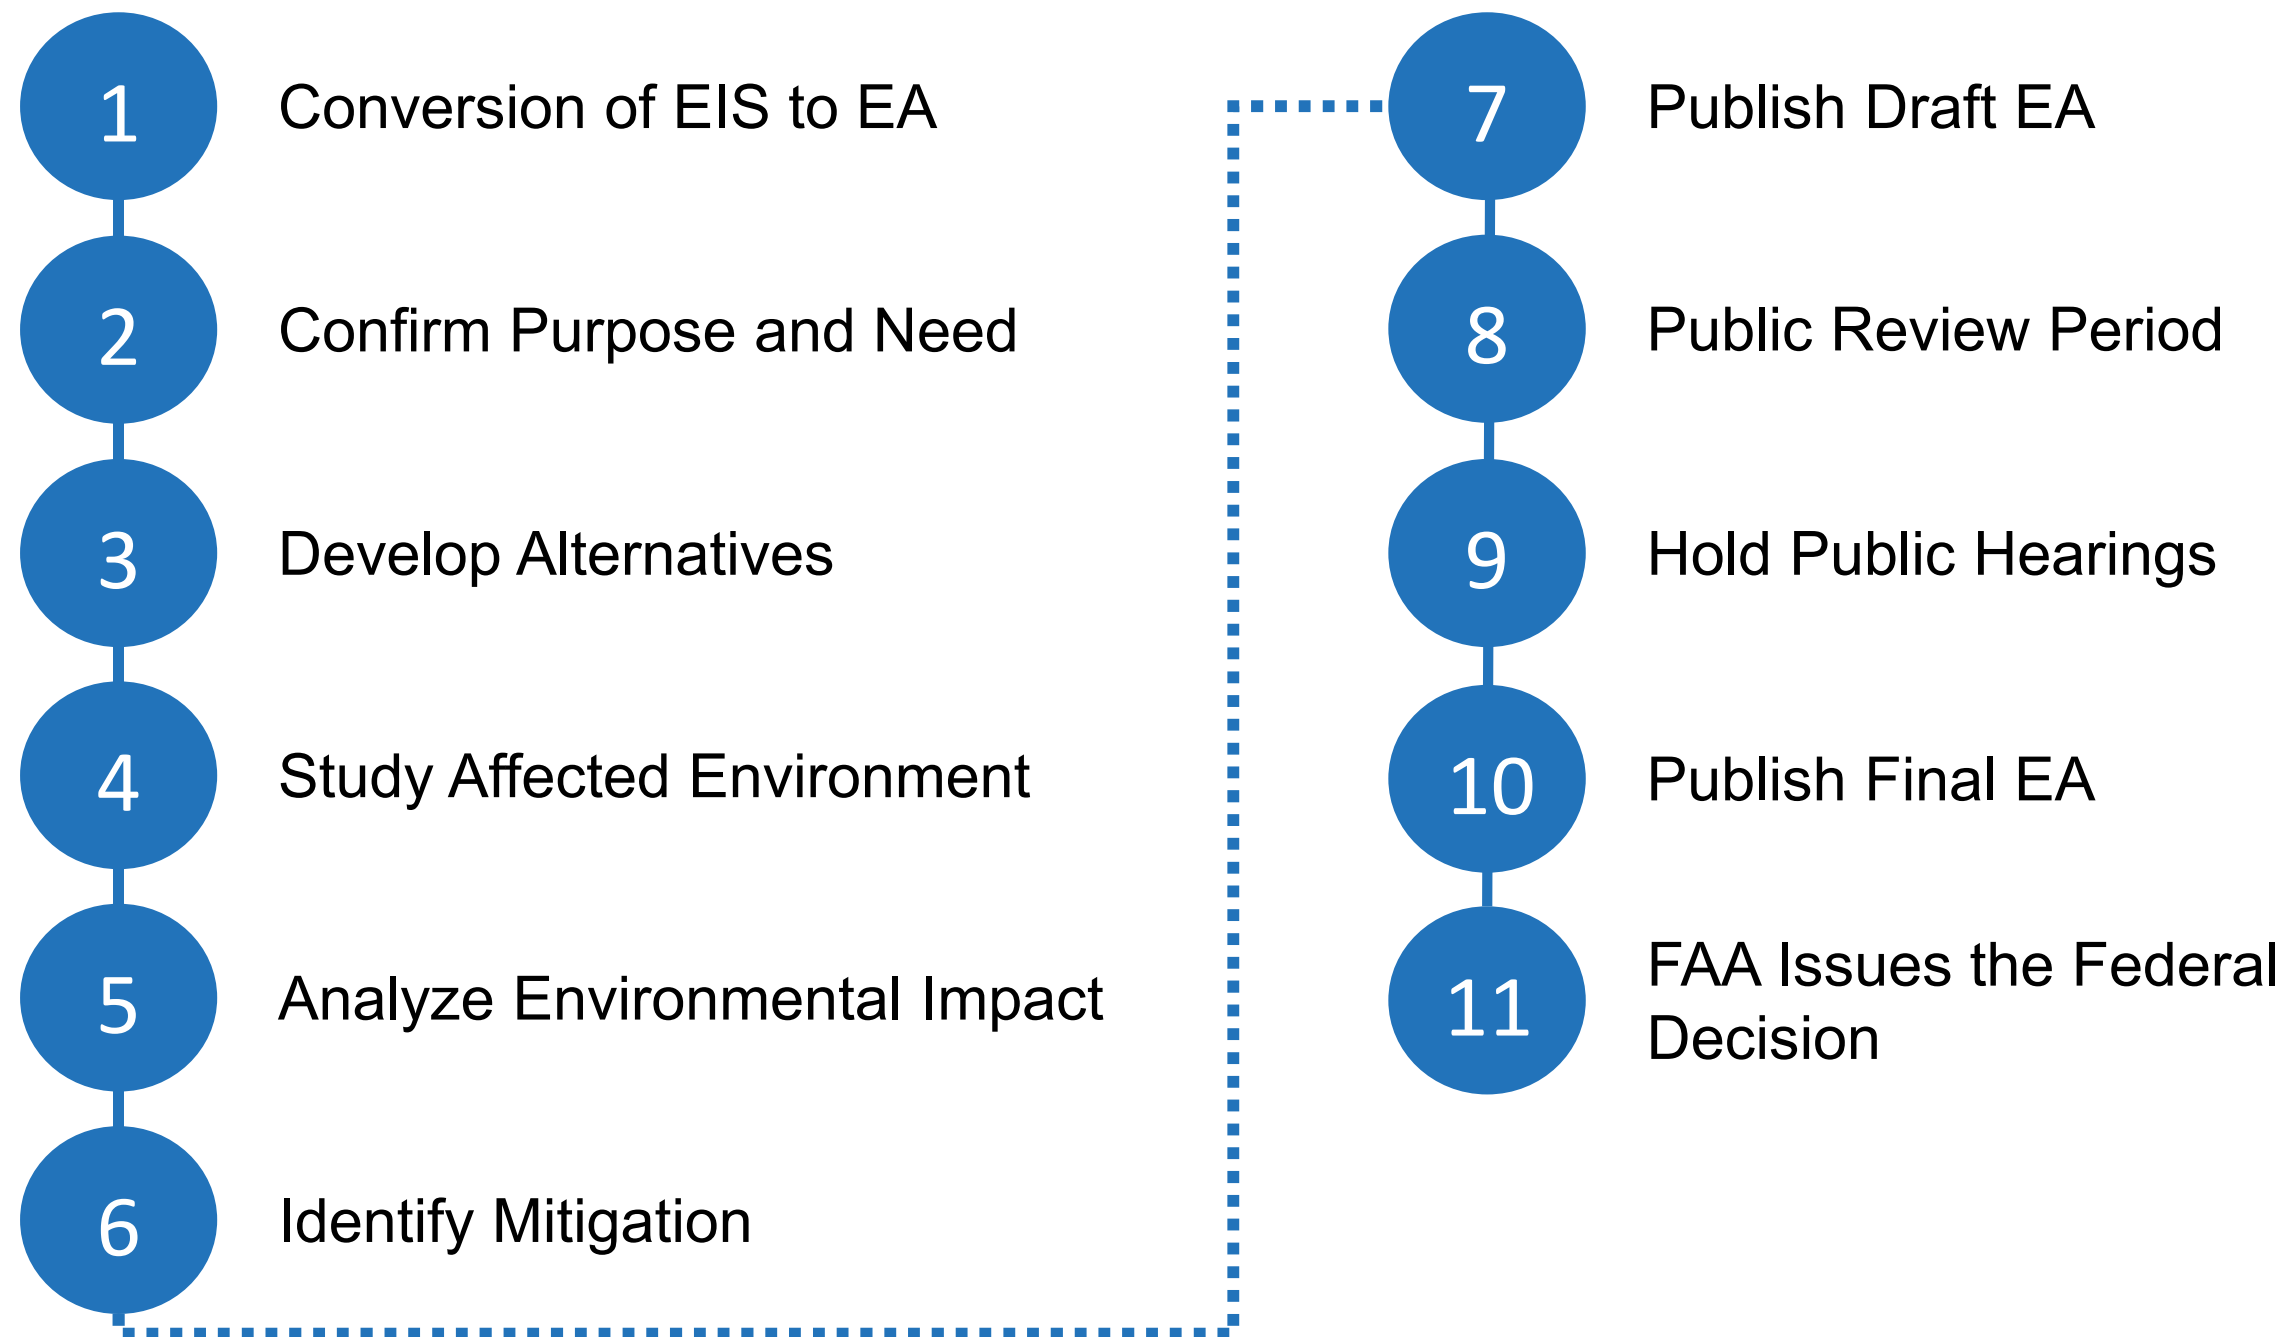 1
Conversion of EIS to EA
2
Confirm Purpose and Need
3
Develop Alternatives
4
Study Affected Environment
5
Analyze Environmental Impact
6
Identify Mitigation
7
Publish Draft EA
8
Public Review Period
9
Hold Public Hearings
10
Publish Final EA
11
FAA Issues the Federal
Decision